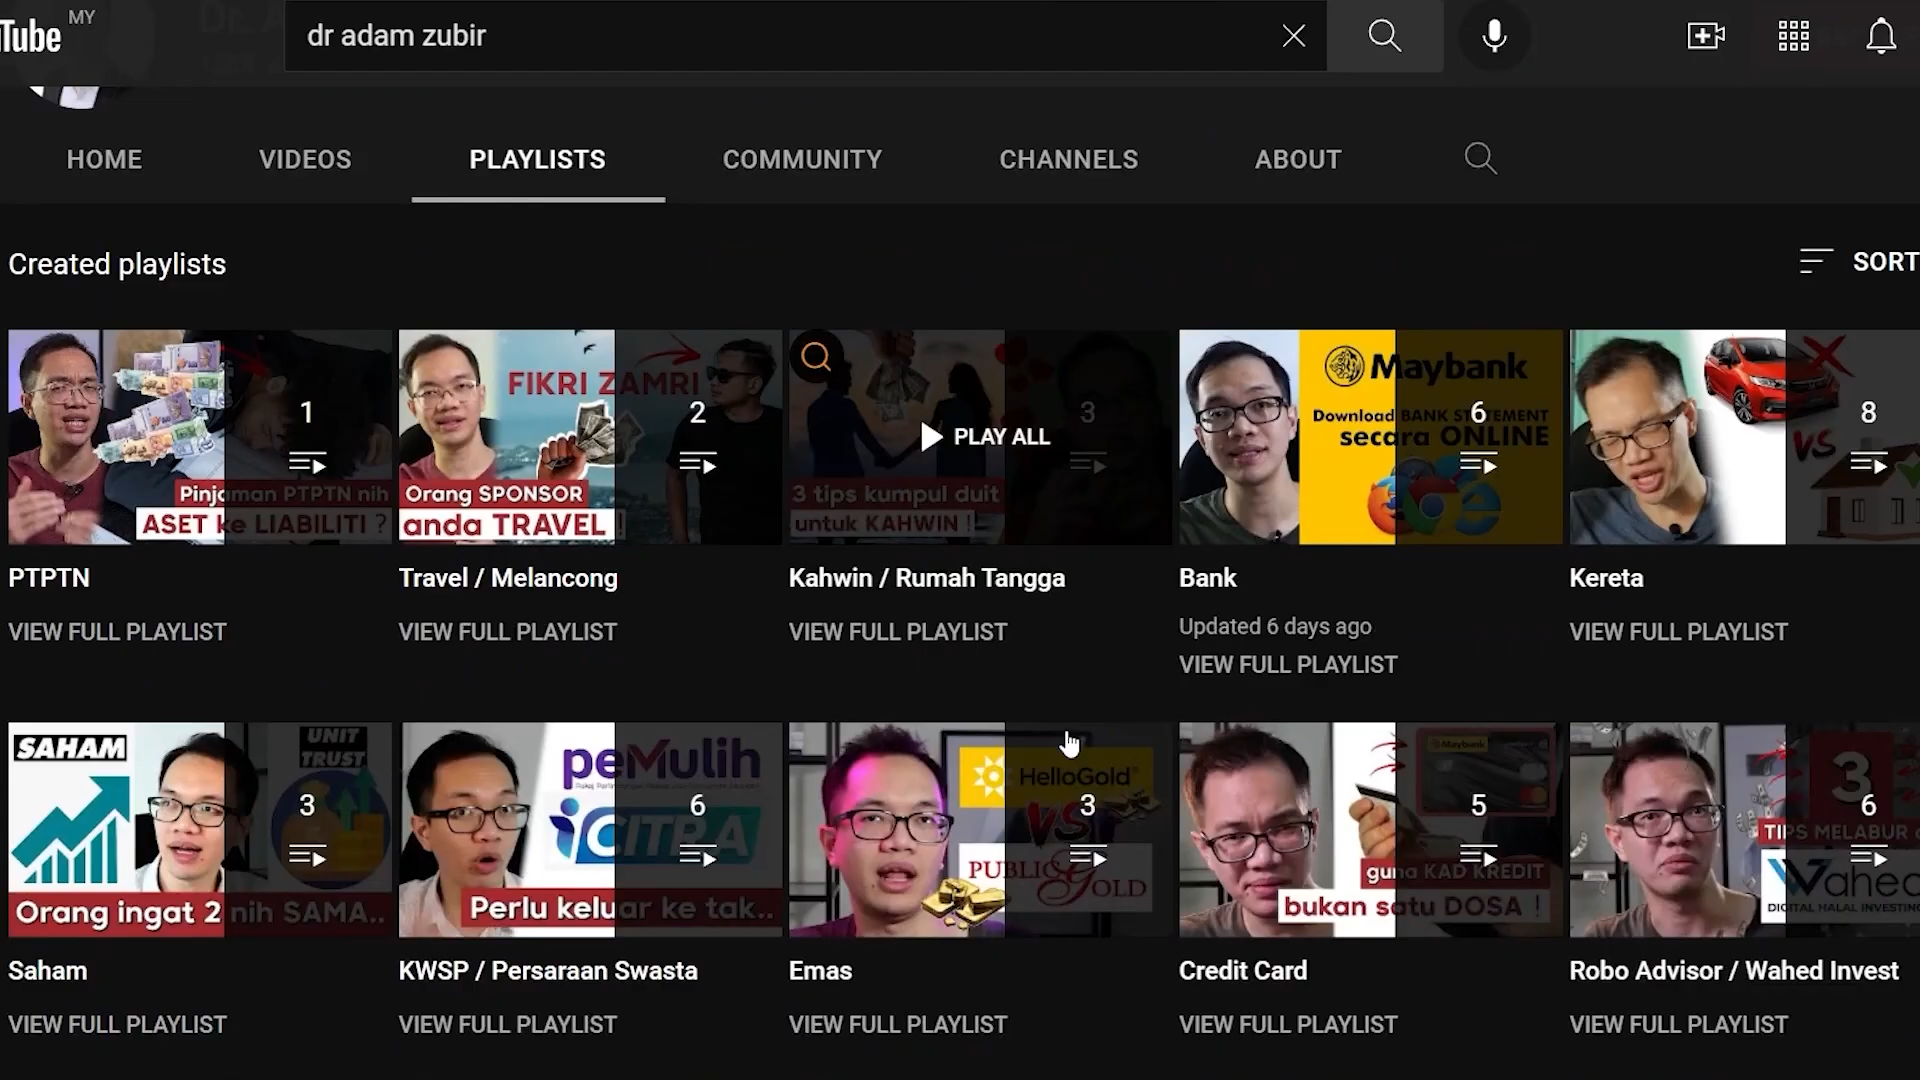 Tube MY
dr adam zubir
HOME VIDEOS PLAYLISTS COMMUNITY CHANNELS ABOUT
Created playlists
SORT
1
Pinjaman PTPTN nih
ASET ke LIABILITI ?
PTPTN
VIEW FULL PLAYLIST
FIKRI ZAMRI
2
Orang SPONSOR
anda TRAVEL !
Travel / Melancong
VIEW FULL PLAYLIST
3
PLAY ALL
3 tips kumpul duit
untuk KAHWIN !
Kahwin / Rumah Tangga
VIEW FULL PLAYLIST
Maybank
Download BANK STATEMENT
secara ONLINE
6
Bank
Updated 6 days ago
VIEW FULL PLAYLIST
VS
8
Kereta
VIEW FULL PLAYLIST
SAHAM
UNIT
TRUST
3
Orang ingat 2 nih SAMA..
Saham
VIEW FULL PLAYLIST
peMulih
iCITRA
6
Perlu keluar ke tak..
KWSP / Persaraan Swasta
VIEW FULL PLAYLIST
HelloGold
VS
3
PUBLIC GOLD
Emas
VIEW FULL PLAYLIST
Maybank
5
guna KAD KREDIT
bukan satu DOSA !
Credit Card
VIEW FULL PLAYLIST
3
6
TIPS MELABUR
Wahed
DIGITAL HALAL INVESTING
Robo Advisor / Wahed Invest
VIEW FULL PLAYLIST